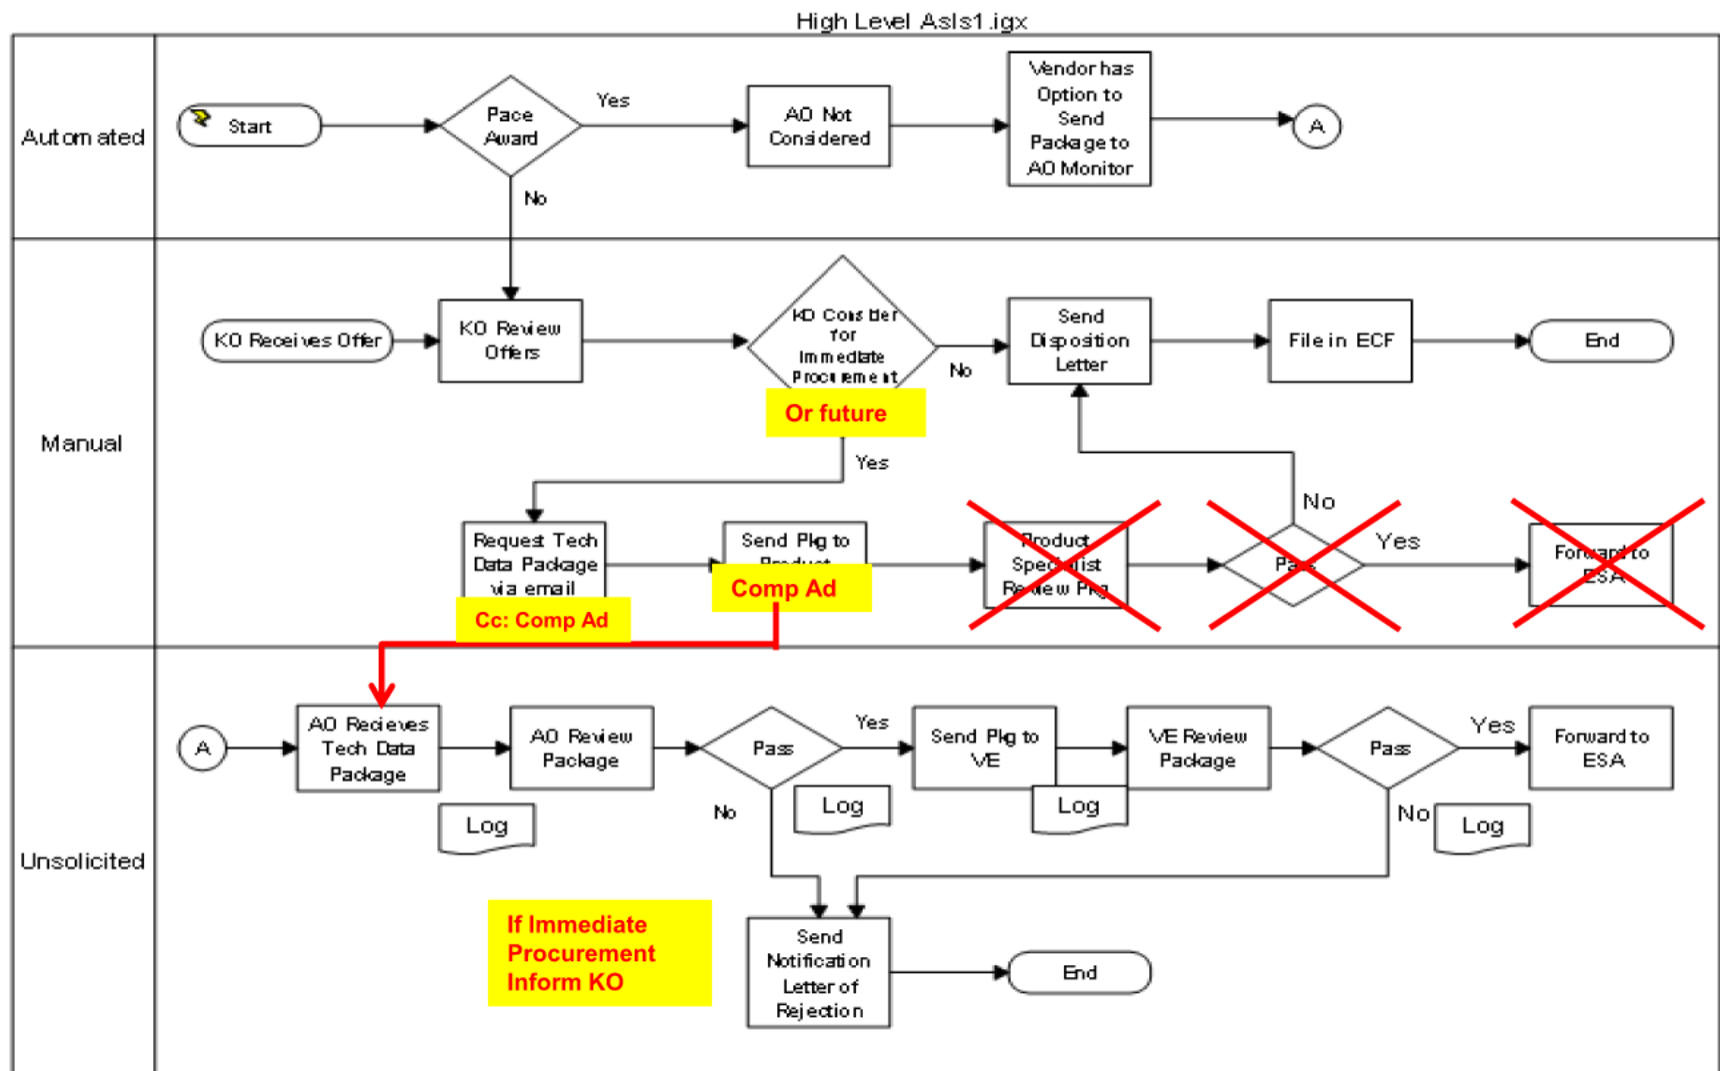 High Level AsIs1.igx
Automated
Start
Pace
Award
Yes
No
AO Not
Considered
Vendor has
Option to
Send
Package to
AO Monitor
A
Manual
KO Receives Offer
KO Review
Offers
KO Consider
for
Immediate
Procurement
Or future
No
Yes
Send
Disposition
Letter
File in ECF
End
Request Tech
Data Package
via email
Cc: Comp Ad
Send Pkg to
Product
Comp Ad
Product
Specialist
Review Pkg
Pass
No
Yes
Forward to
ESA
Unsolicited
A
AO Recieves
Tech Data
Package
Log
AO Review
Package
Pass
Yes
No
Log
Send Pkg to
VE
Log
VE Review
Package
Pass
Yes
No
Log
Forward to
ESA
If Immediate
Procurement
Inform KO
Send
Notification
Letter of
Rejection
End